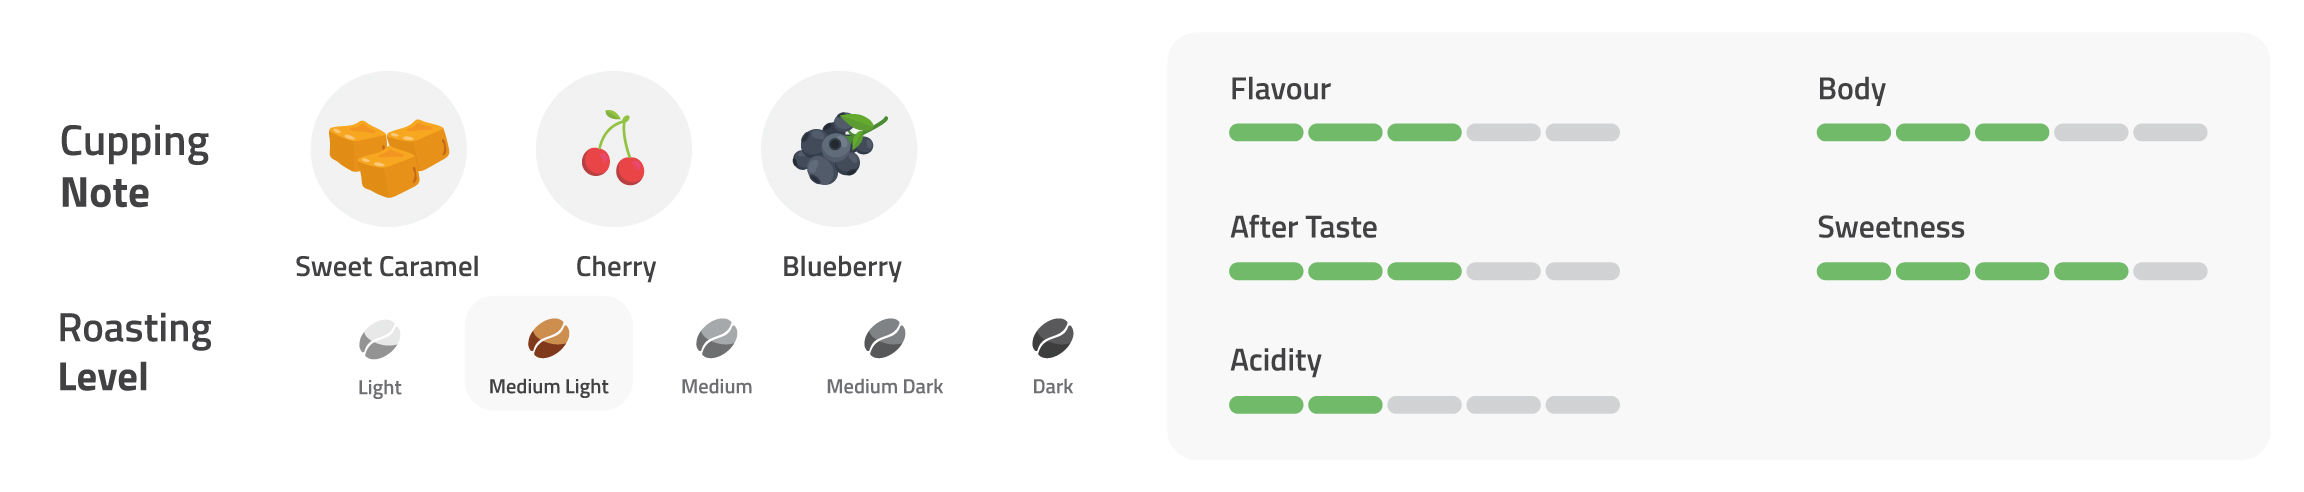 Cupping
Note
Sweet Caramel
Cherry
Blueberry
Roasting
Level
Light
Medium Light
Medium
Medium Dark
Dark
Flavour
Body
After Taste
Sweetness
Acidity